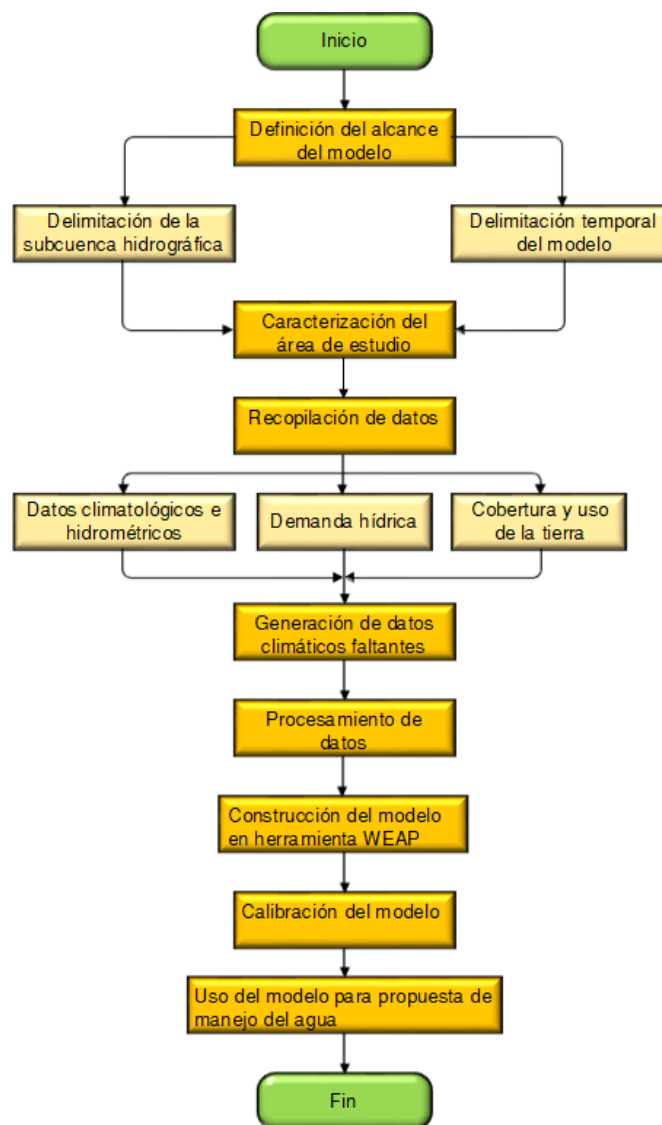 Inicio
Definición del alcance
del modelo
Delimitación de la
subcuenca hidrográfica
Delimitación temporal
del modelo
Caracterización del
área de estudio
Recopilación de datos
Datos climatológicos e
hidrométricos
Demanda hídrica
Cobertura y uso
de la tierra
Generación de datos
climáticos faltantes
Procesamiento de
datos
Construcción del modelo
en herramienta WEAP
Calibración del modelo
Uso del modelo para propuesta de
manejo del agua
Fin